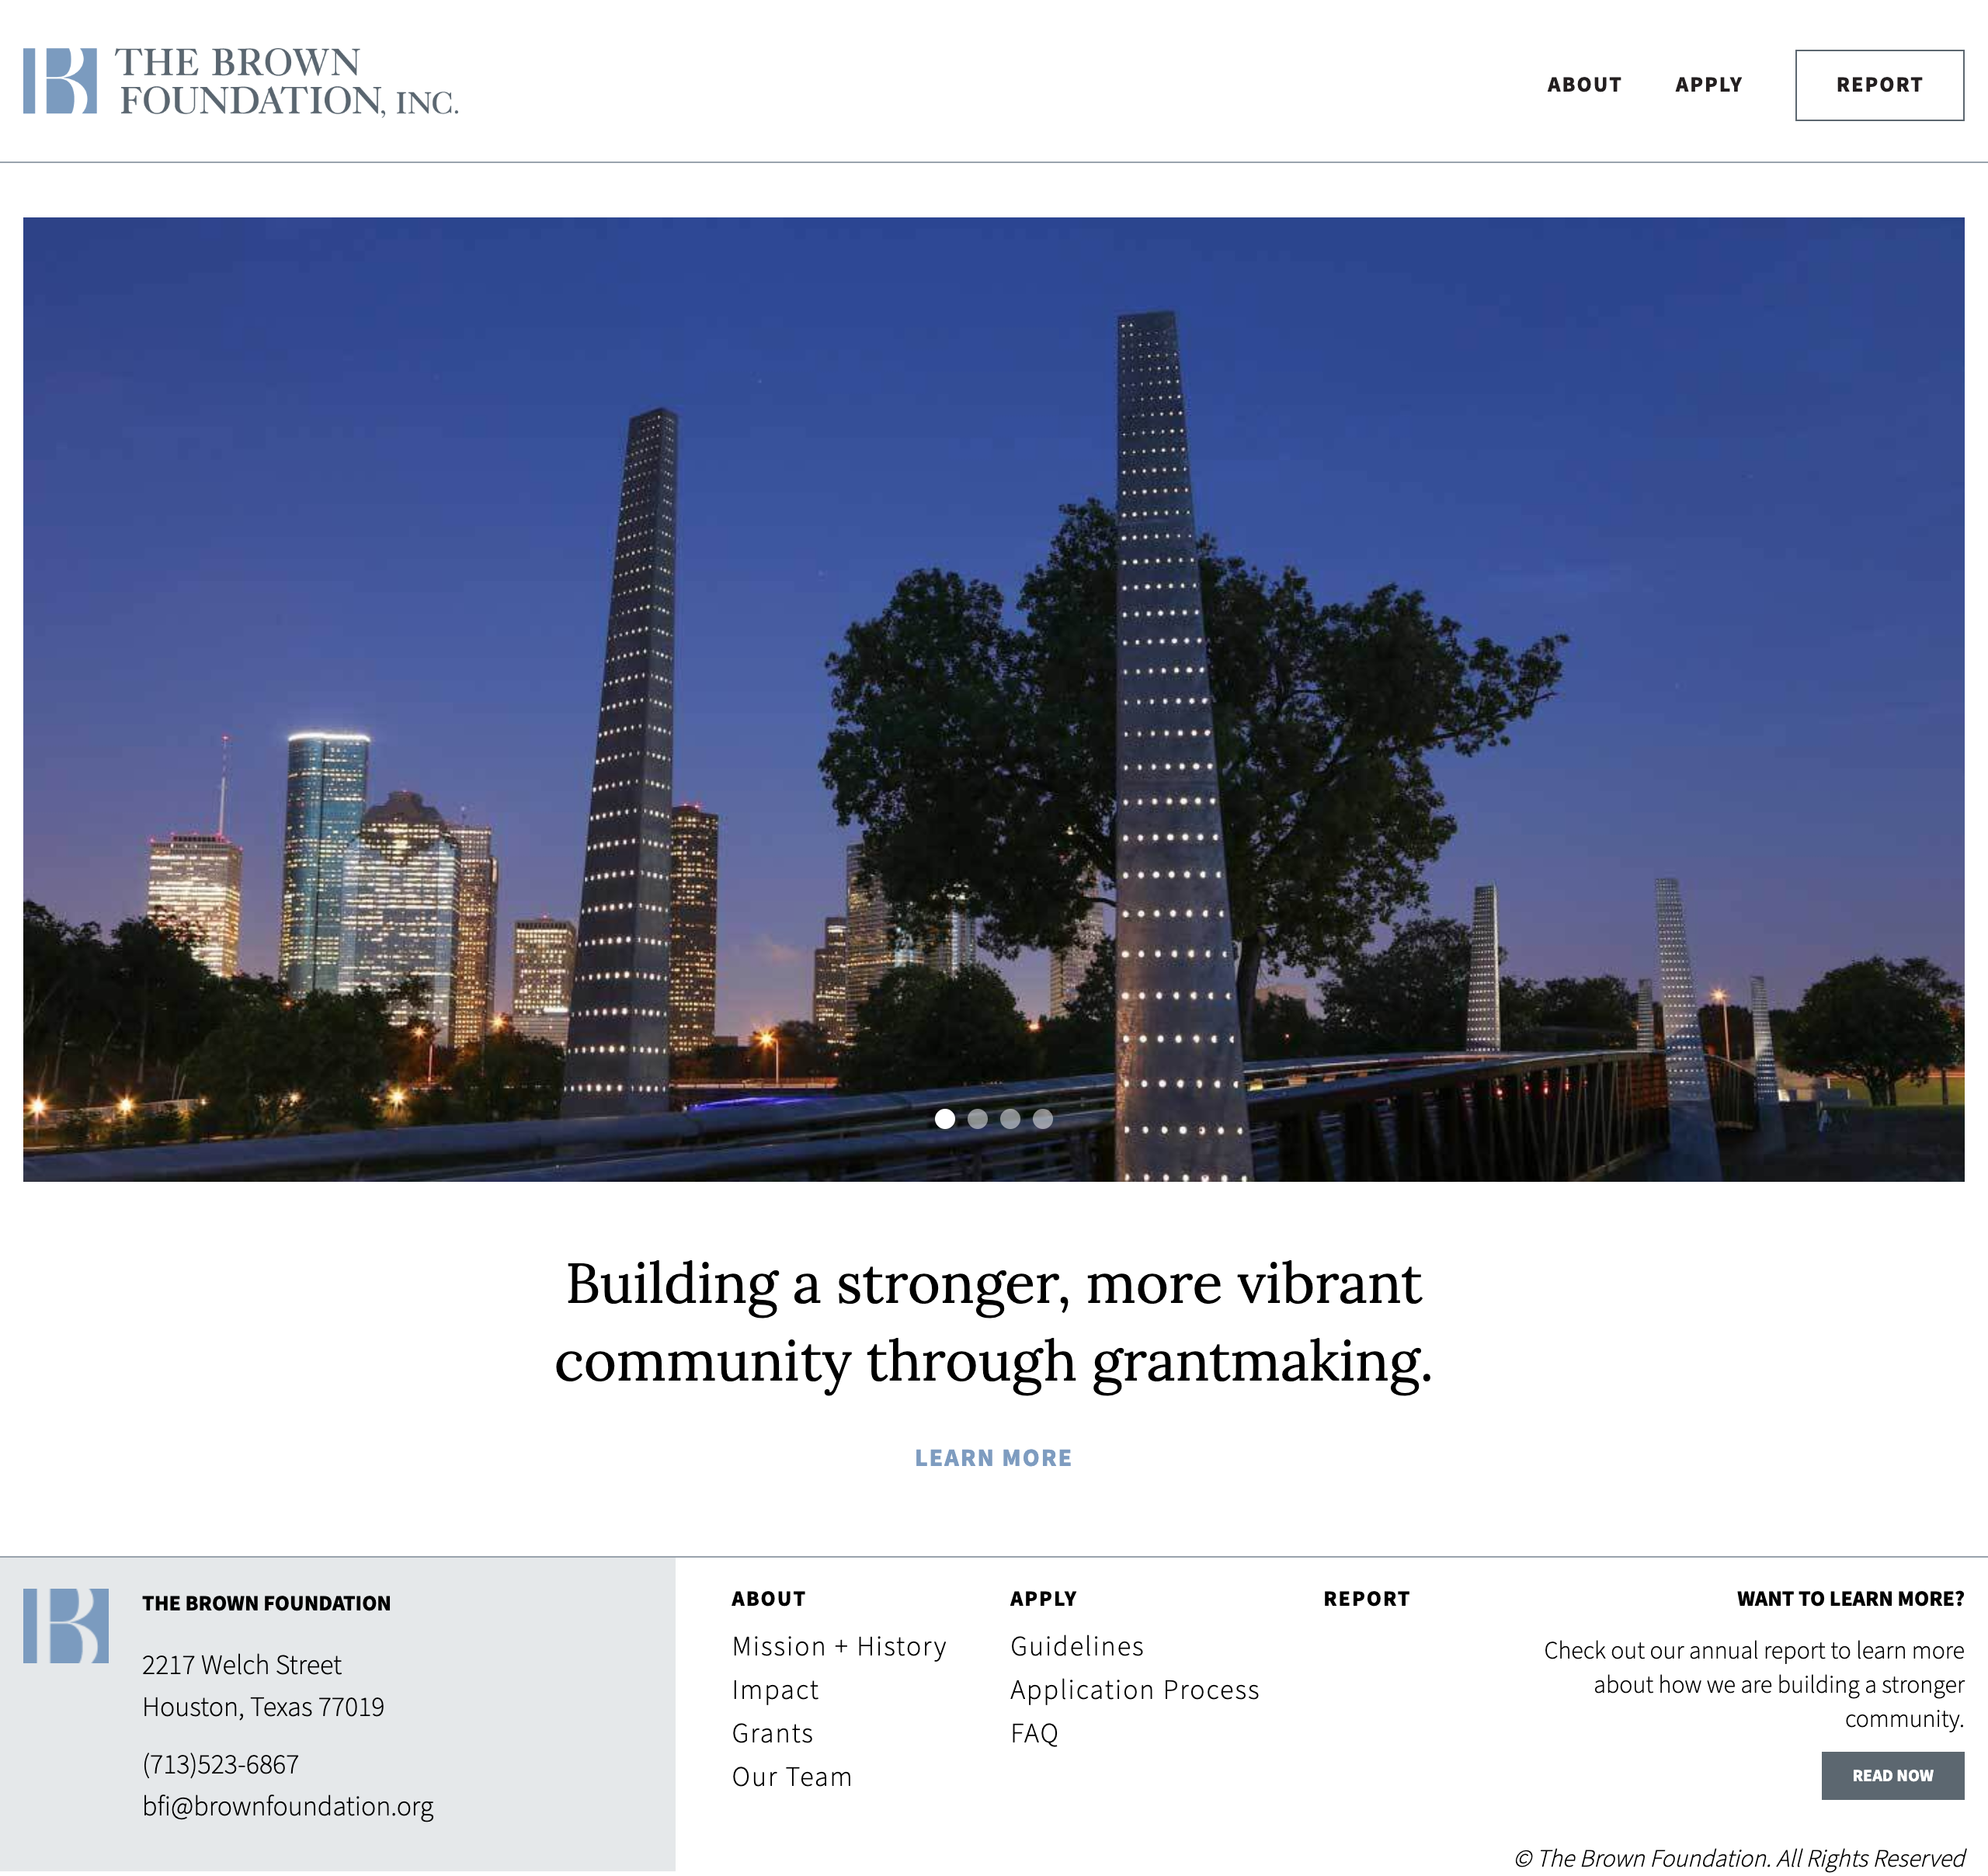 THE BROWN
FOUNDATION, INC.
ABOUT
APPLY
REPORT
Building a stronger, more vibrant
community through grantmaking.
LEARN MORE
THE BROWN FOUNDATION
2217 Welch Street
Houston, Texas 77019
(713)523-6867
bfi@brownfoundation.org
ABOUT
Mission + History
Impact
Grants
Our Team
APPLY
Guidelines
Application Process
FAQ
REPORT
WANT TO LEARN MORE?
Check out our annual report to learn more
about how we are building a stronger
community.
READ NOW
© The Brown Foundation. All Rights Reserved